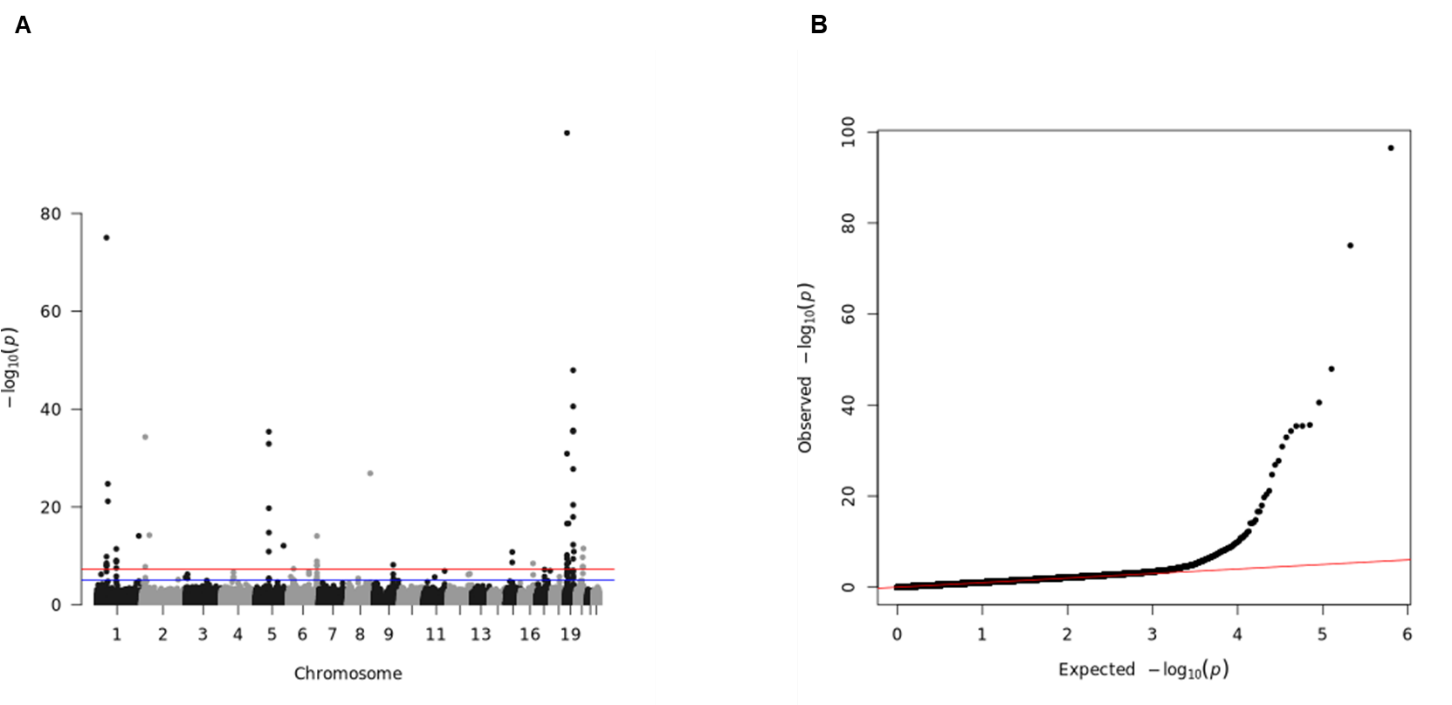 A
B
80
60
40
20
0
−log₁₀(p)
1 2 3 4 5 6 7 8 9 11 13 16 19
Chromosome
100
80
60
40
20
0
Observed −log₁₀(p)
0 1 2 3 4 5 6
Expected −log₁₀(p)